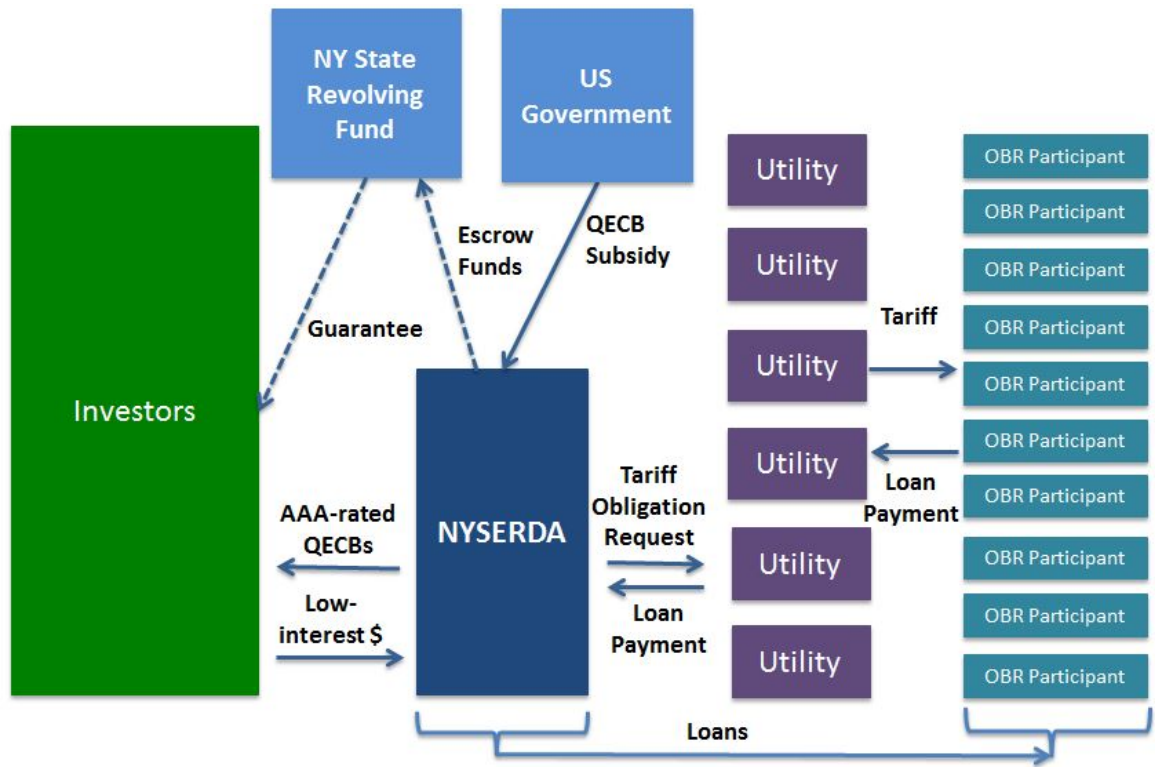 NY State
Revolving
Fund
US
Government
Investors
Guarantee
Escrow
Funds
QECB
Subsidy
AAA-rated
QECBs
Low-
interest $
NYSERDA
Tariff
Obligation
Request
Loan
Payment
Utility
Utility
Utility
Utility
Utility
Utility
Tariff
Loan
Payment
OBR Participant
OBR Participant
OBR Participant
OBR Participant
OBR Participant
OBR Participant
OBR Participant
OBR Participant
OBR Participant
OBR Participant
Loans